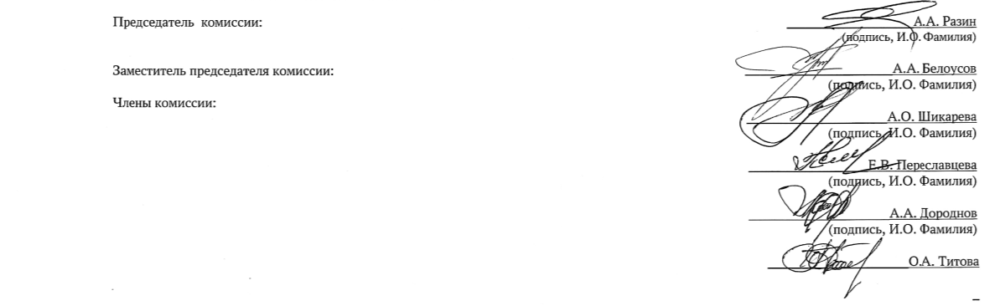 Председатель комиссии:
А.А. Разин
(подпись, И.О. Фамилия)
Заместитель председателя комиссии:
А.А. Белоусов
(подпись, И.О. Фамилия)
Члены комиссии:
А.О. Шикарева
(подпись, И.О. Фамилия)
Е.В. Переславцева
(подпись, И.О. Фамилия)
А.А. Дороднов
(подпись, И.О. Фамилия)
О.А. Титова